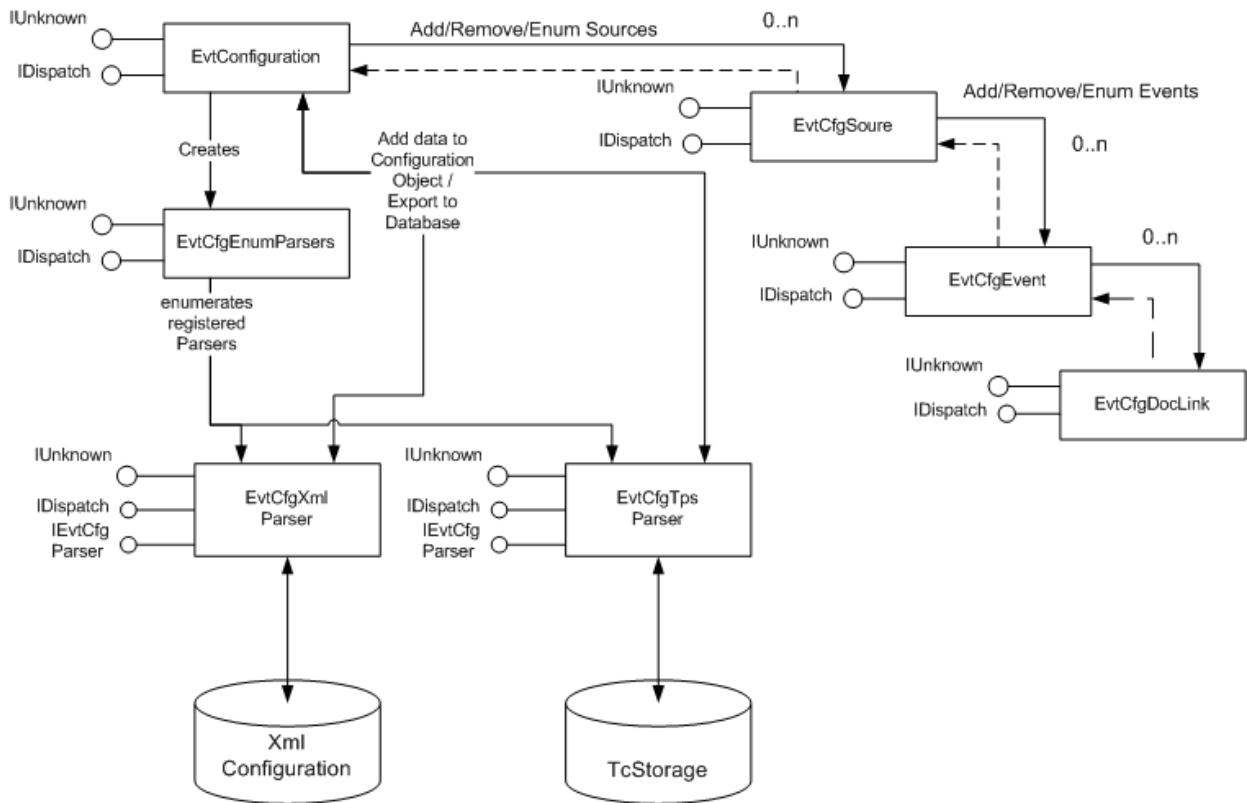 IUnknown
IDispatch
EvtConfiguration
Add/Remove/Enum Sources
0..n
IUnknown
IDispatch
EvtCfgSoure
Add/Remove/Enum Events
0..n
Creates
Add data to
Configuration
Object /
Export to
Database
IUnknown
IDispatch
EvtCfgEnumParsers
IUnknown
IDispatch
EvtCfgEvent
0..n
enumerates
registered
Parsers
IUnknown
IDispatch
EvtCfgDocLink
IUnknown
IDispatch
IEvtCfg
Parser
EvtCfgXml
Parser
IUnknown
IDispatch
IEvtCfg
Parser
EvtCfgTps
Parser
Xml
Configuration
TcStorage